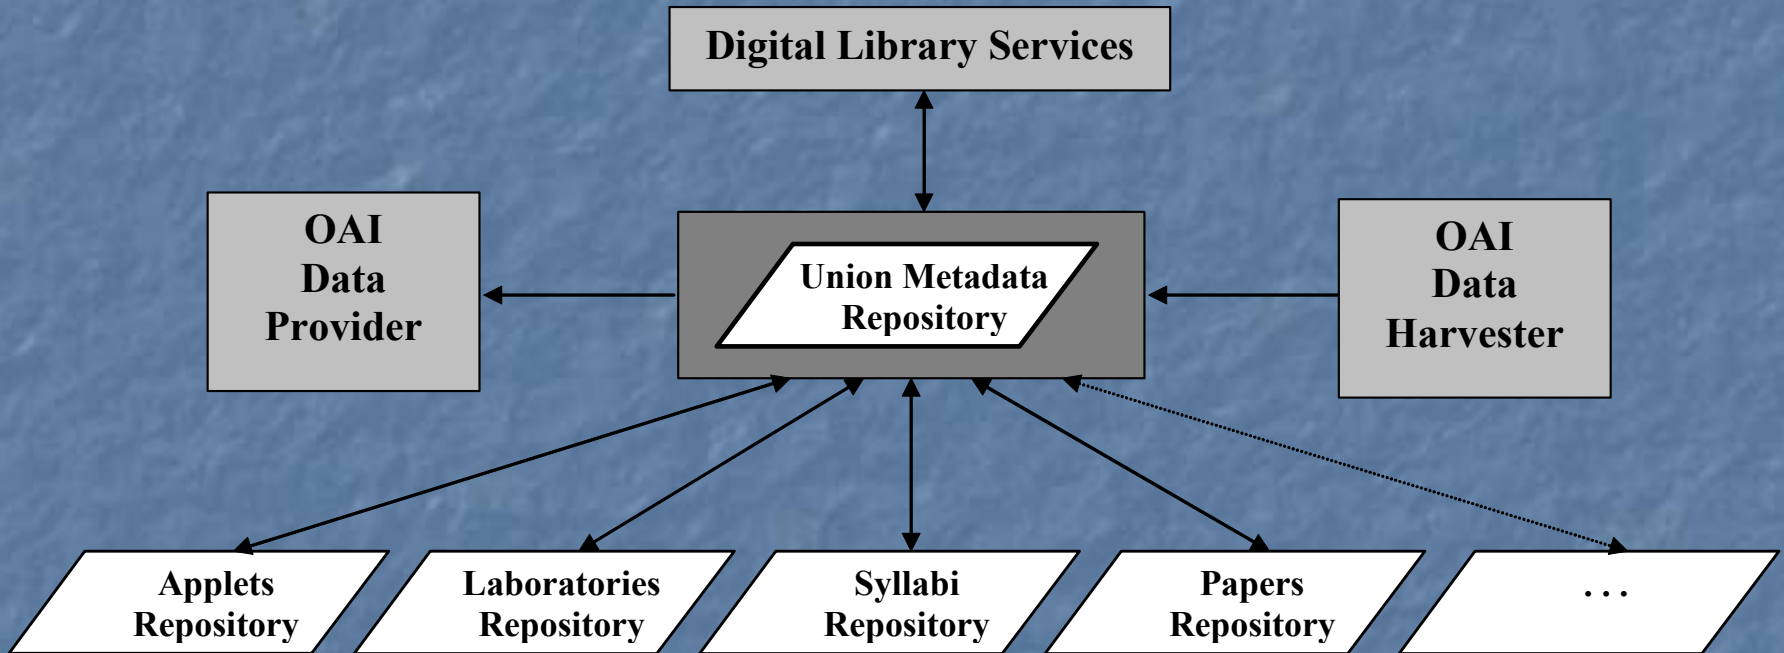 Digital Library Services
OAI
Data
Provider
Union Metadata
Repository
OAI
Data
Harvester
Applets
Repository
Laboratories
Repository
Syllabi
Repository
Papers
Repository
. . .